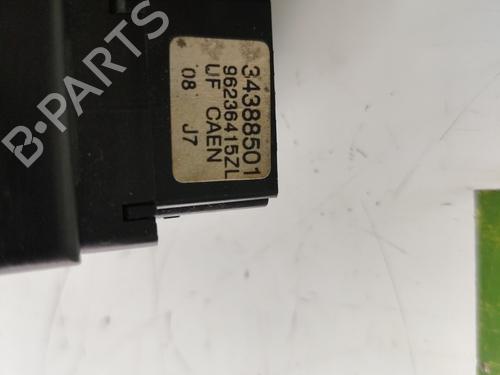 B-PARTS
34388501
96236415ZL
UF CAEN
08 J7